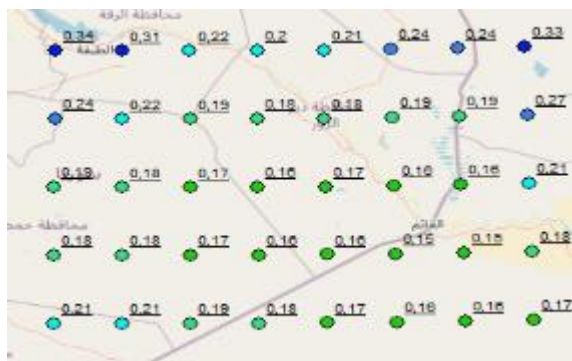 محافظة الرقة
0,34 0,31 0,22 0,2 0,21 0,24 0,24 0,33
الطبقة
0,24 0,22 0,19 0,18 0,18 0,19 0,19 0,27
الزور
0,19 0,18 0,17 0,16 0,17 0,16 0,16 0,21
محافظة حمص
القائم
0,18 0,18 0,17 0,16 0,16 0,15 0,15 0,18
0,21 0,21 0,19 0,18 0,17 0,16 0,16 0,17